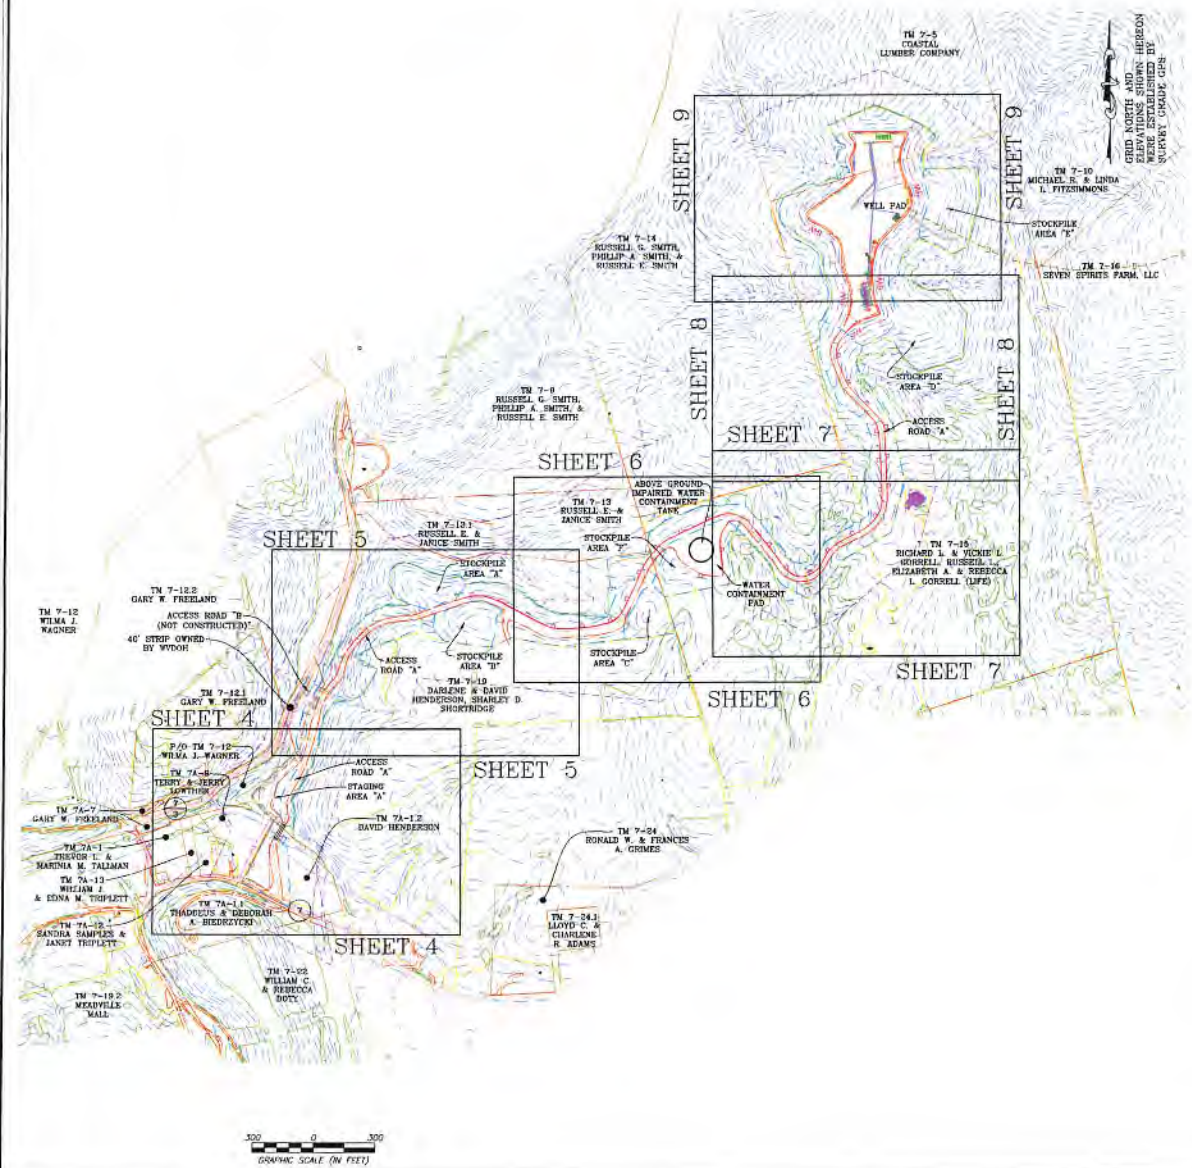 TM 7-5
COASTAL
LUMBER COMPANY
GRID NORTH AND
ELEVATIONS SHOWN HEREON
WERE ESTABLISHED BY
SURVEY GRADE GPS.
SHEET 9
SHEET 9
TM 7-10
MICHAEL R. & LINDA
L. FITZSIMMONS
WELL PAD
STOCKPILE
AREA "E"
TM 7-14
RUSSELL G. SMITH,
PHILLIP A. SMITH, &
RUSSELL E. SMITH
TM 7-16
SEVEN SPIRITS FARM, LLC
SHEET 8
SHEET 8
STOCKPILE
AREA "D"
TM 7-9
RUSSELL G. SMITH,
PHILLIP A. SMITH, &
RUSSELL E. SMITH
ACCESS
ROAD "A"
SHEET 7
SHEET 6
ABOVE GROUND
IMPAIRED WATER
CONTAINMENT
TANK
TM 7-13
RUSSELL E. &
JANICE SMITH
TM 7-12.1
RUSSELL E. &
JANICE SMITH
STOCKPILE
AREA "F"
SHEET 5
TM 7-15
RICHARD L. & VICKIE L.
GORRELL, RUSSELL L.,
ELIZABETH A. & REBECCA
L. GORRELL (LIFE)
STOCKPILE
AREA "A"
WATER
CONTAINMENT
PAD
TM 7-12.2
GARY W. FREELAND
TM 7-12
WILMA J.
WAGNER
ACCESS ROAD "B"
(NOT CONSTRUCTED)
40' STRIP OWNED
BY WVDOH
ACCESS
ROAD "A"
STOCKPILE
AREA "B"
STOCKPILE
AREA "C"
SHEET 7
TM 7-19
DARLENE & DAVID
HENDERSON, SHARLEY D.
SHORTRIDGE
TM 7-12.1
GARY W. FREELAND
SHEET 6
SHEET 4
P/O TM 7-12
WILMA J. WAGNER
ACCESS
ROAD "A"
SHEET 5
TM 7A-8
TERRY & JERRY
LOWTHER
STAGING
AREA "A"
TM 7A-7
GARY W. FREELAND
7
TM 7A-1.2
DAVID HENDERSON
TM 7-24
RONALD W. & FRANCES
A. GRIMES
TM 7A-1
TREVOR L. &
MARINIA M. TALLMAN
TM 7A-13
WILLIAM J.
& EDNA M. TRIPLETT
TM 7A-1.1
THADDEUS & DEBORAH
A. BIEDRZYCKI
7
TM 7A-12
SANDRA SAMPLES &
JANET TRIPLETT
TM 7-24.1
LLOYD C. &
CHARLENE
R. ADAMS
SHEET 4
TM 7-22
WILLIAM C.
& REBECCA
DOTY
TM 7-19.2
MEADVILLE
MALL
300 0 300
GRAPHIC SCALE (IN FEET)